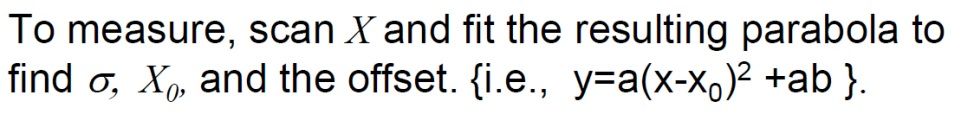 To measure, scan X and fit the resulting parabola to
find σ, X₀, and the offset. {i.e., y=a(x-x₀)² +ab }.